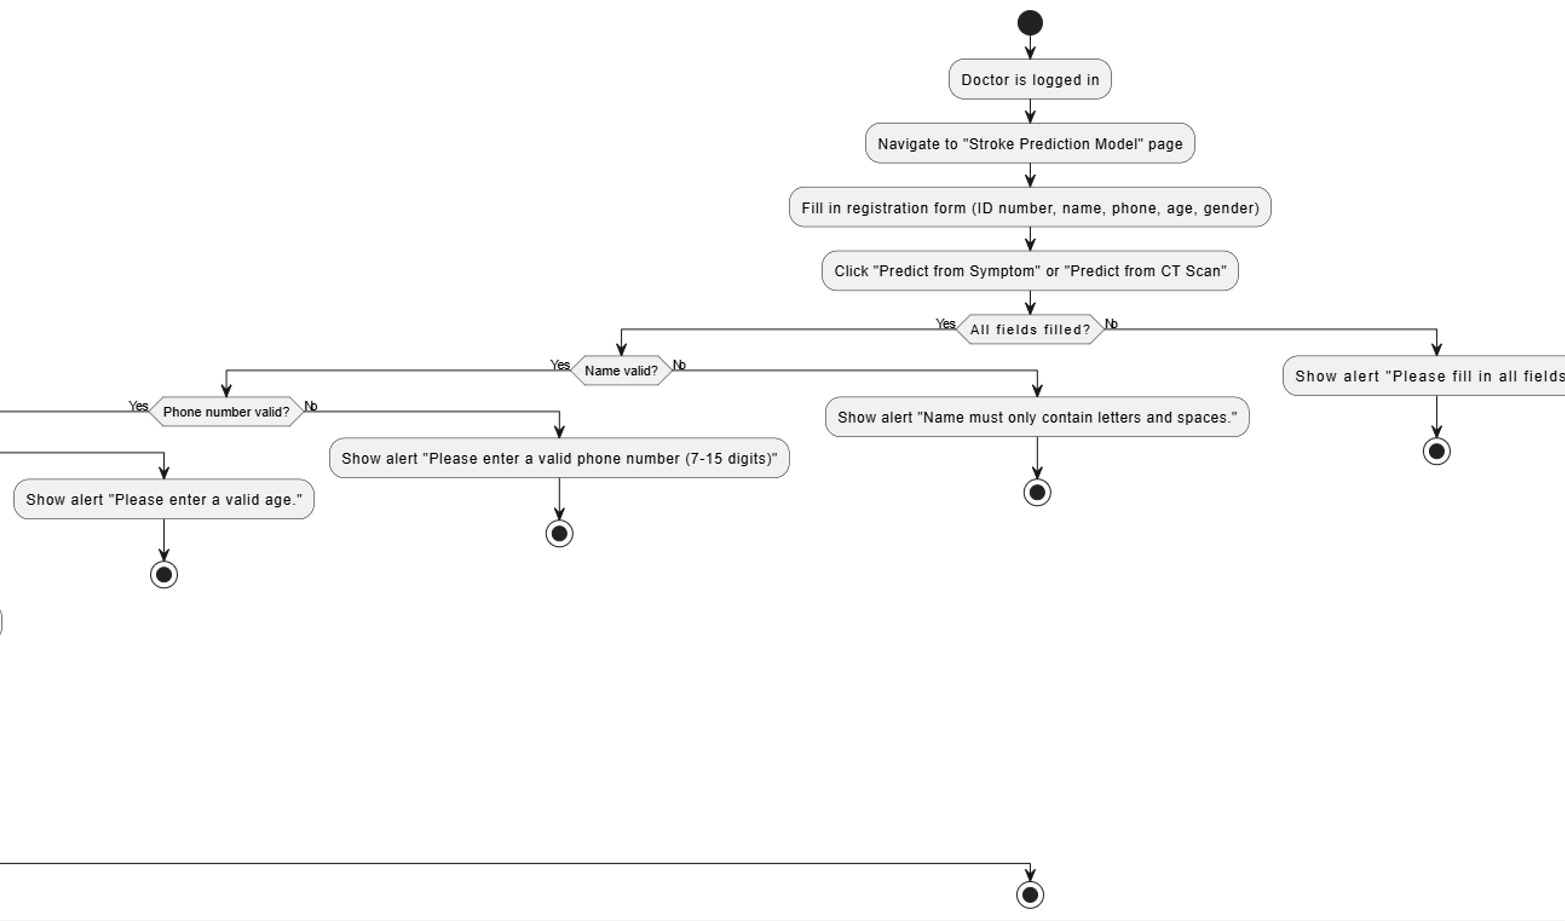 Doctor is logged in
Navigate to "Stroke Prediction Model" page
Fill in registration form (ID number, name, phone, age, gender)
Click "Predict from Symptom" or "Predict from CT Scan"
Yes
All fields filled?
No
Yes
Name valid?
No
Show alert "Please fill in all fields
Yes
Phone number valid?
No
Show alert "Name must only contain letters and spaces."
Show alert "Please enter a valid phone number (7-15 digits)"
Show alert "Please enter a valid age."